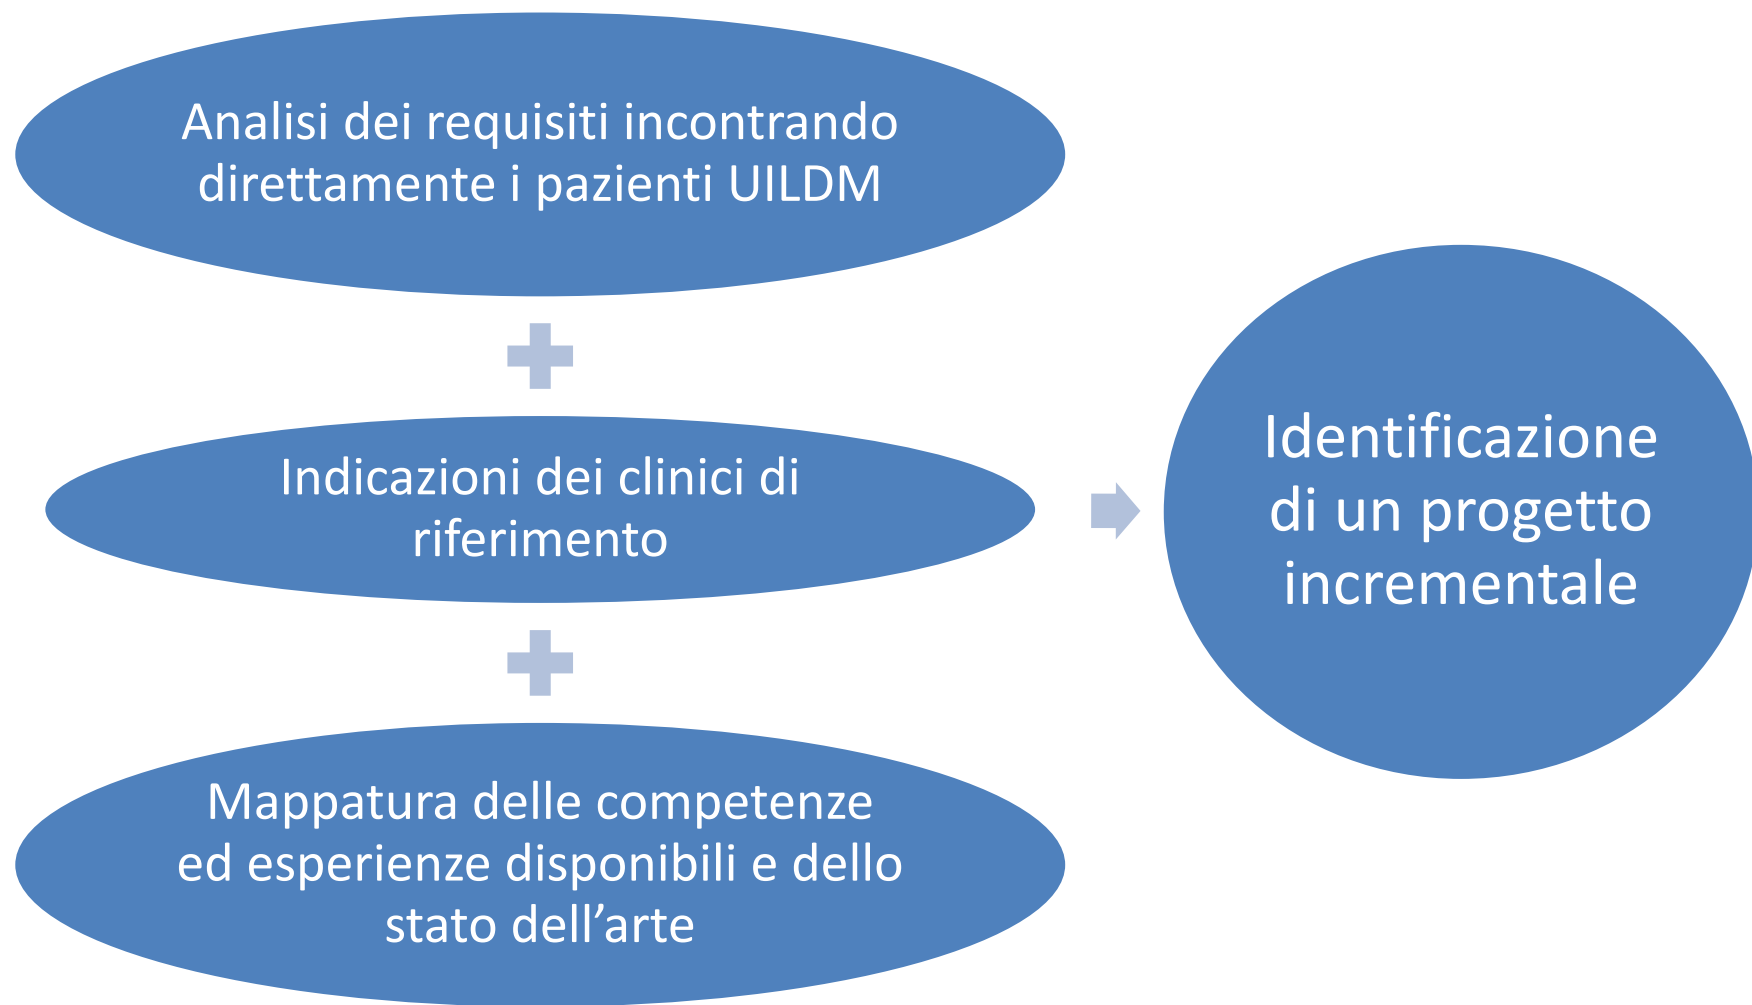 Analisi dei requisiti incontrando
direttamente i pazienti UILDM
Indicazioni dei clinici di
riferimento
Mappatura delle competenze
ed esperienze disponibili e dello
stato dell’arte
Identificazione
di un progetto
incrementale